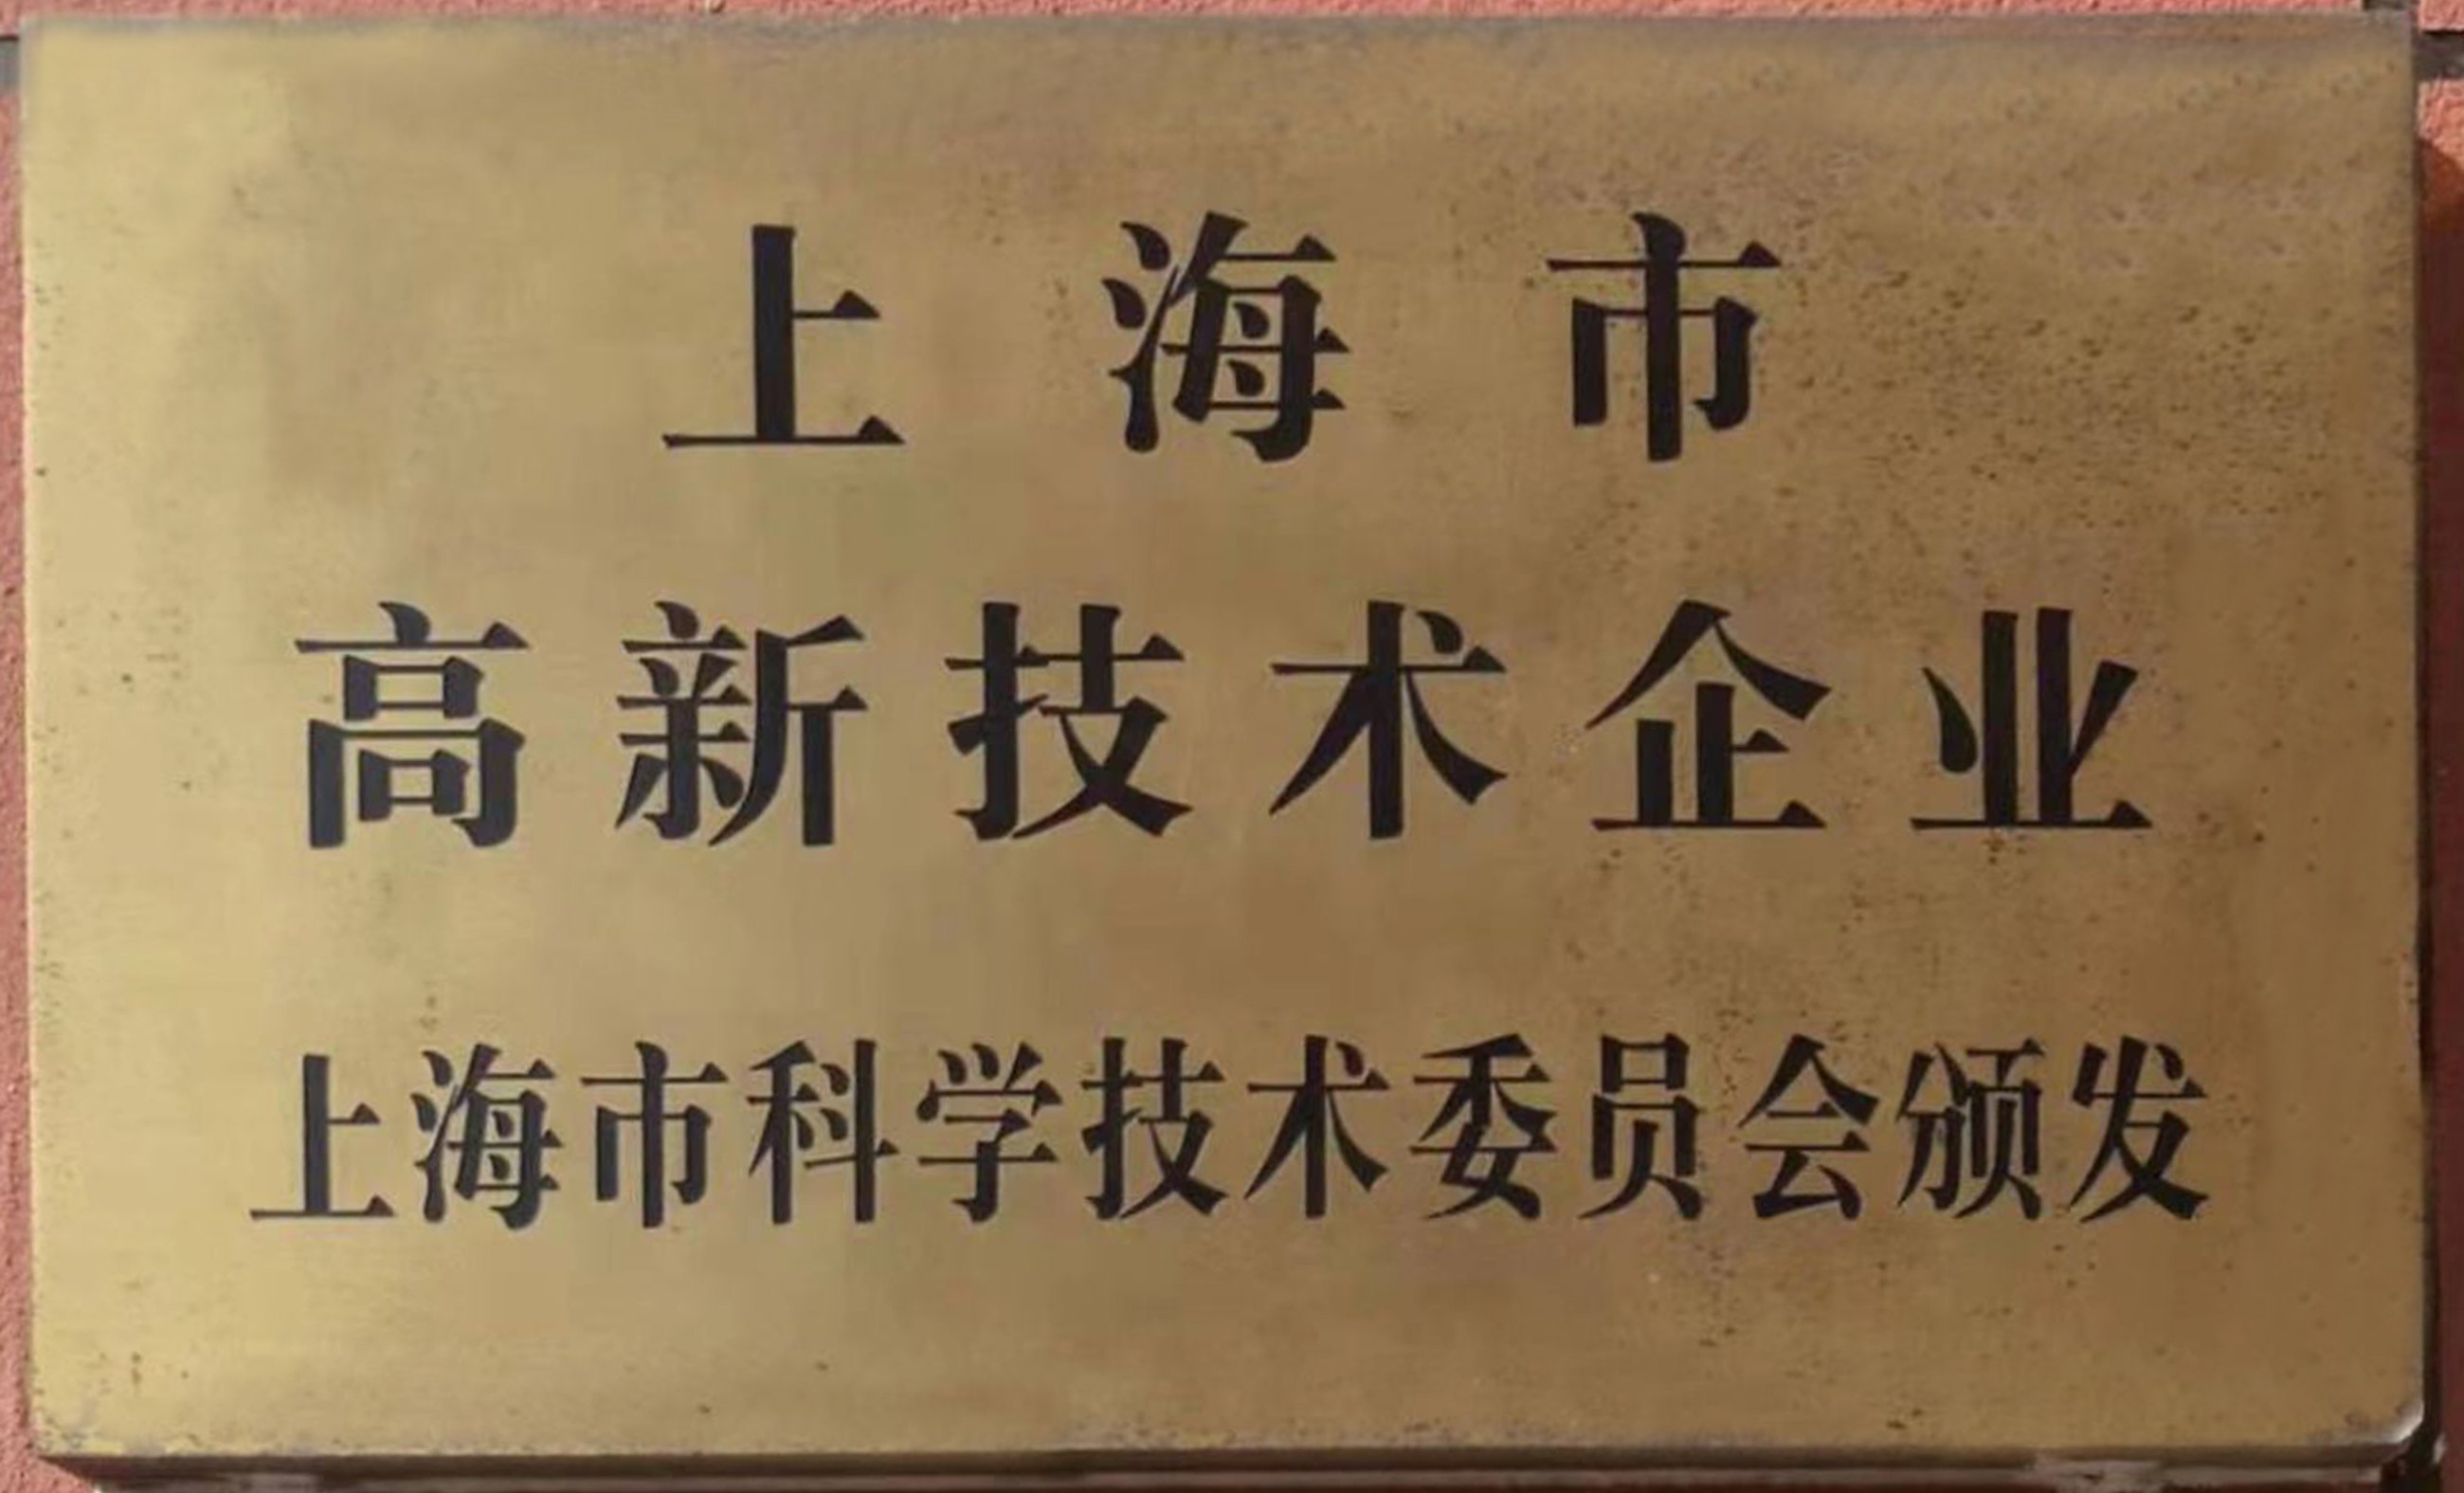 上海市
高新技术企业
上海市科学技术委员会颁发